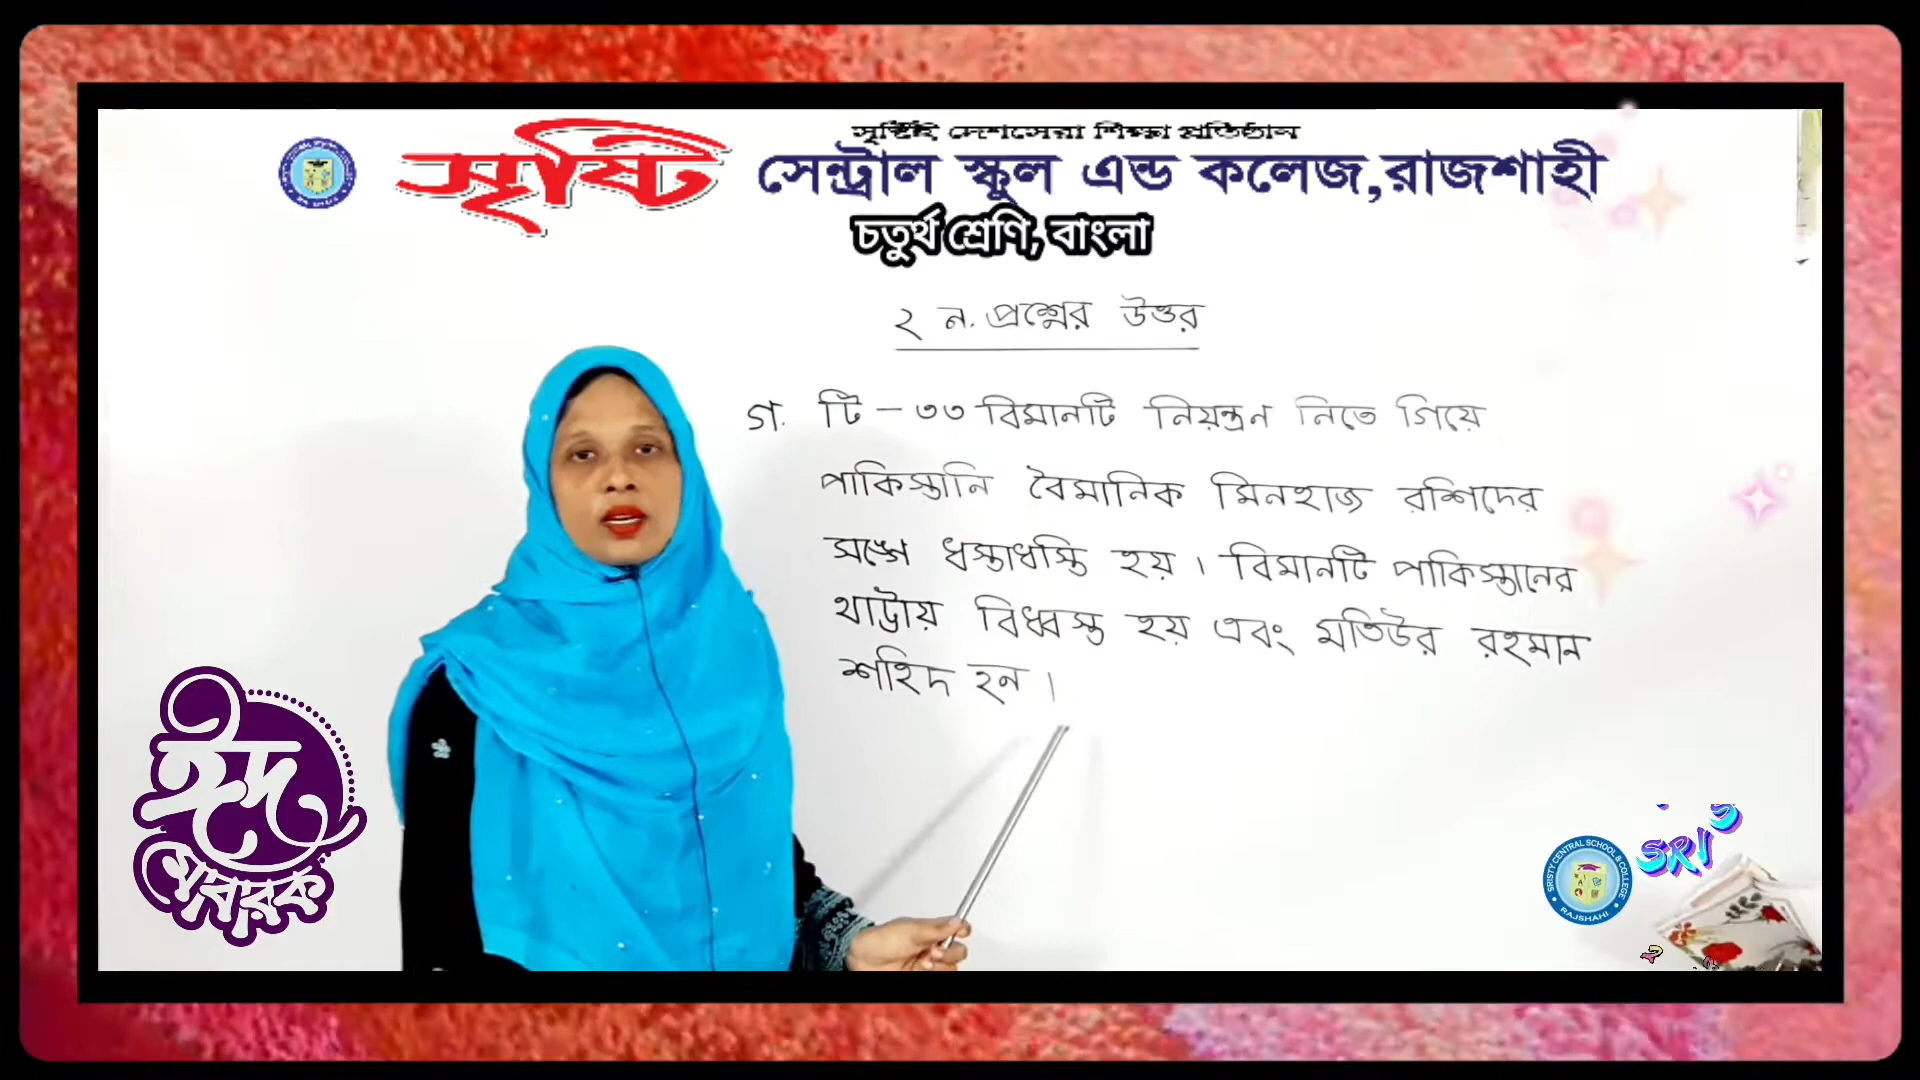 সৃষ্টিই দেশসেরা শিক্ষা প্রতিষ্ঠান
সৃষ্টি সেন্ট্রাল স্কুল এন্ড কলেজ,রাজশাহী
চতুর্থ শ্রেণি, বাংলা
২ ন. প্রশ্নের উত্তর
গ. টি - ৩৩ বিমানটি নিয়ন্ত্রন নিতে গিয়ে
পাকিস্তানি বৈমানিক মিনহাজ রশিদের
সঙ্গে ধস্তাধস্তি হয়। বিমানটি পাকিস্তানের
থাট্টায় বিধ্বস্ত হয় এবং মতিউর রহমান
শহিদ হন।
ঈদ
মোবারক
SRISTY CENTRAL SCHOOL & COLLEGE
RAJSHAHI
SRIS